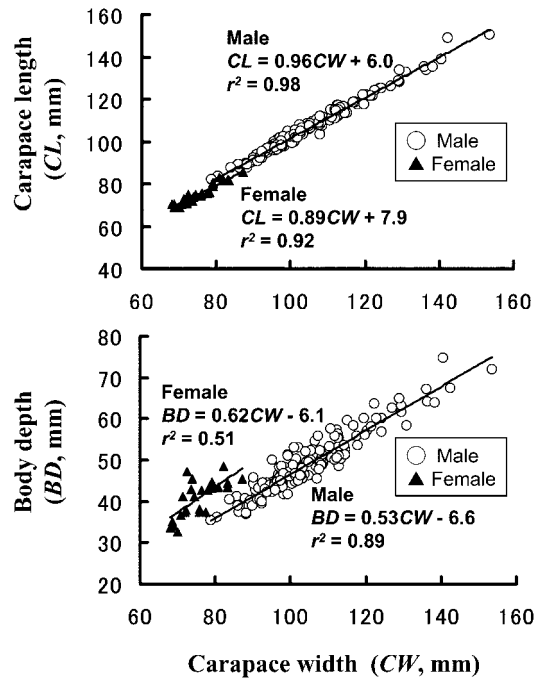 160
140
120
100
80
60
40
Carapace length
(CL, mm)
Male
CL = 0.96CW + 6.0
r² = 0.98
Male
Female
Female
CL = 0.89CW + 7.9
r² = 0.92
60 80 100 120 140 160
80
70
60
50
40
30
20
Body depth
(BD, mm)
Female
BD = 0.62CW - 6.1
r² = 0.51
Male
Female
Male
BD = 0.53CW - 6.6
r² = 0.89
60 80 100 120 140 160
Carapace width (CW, mm)